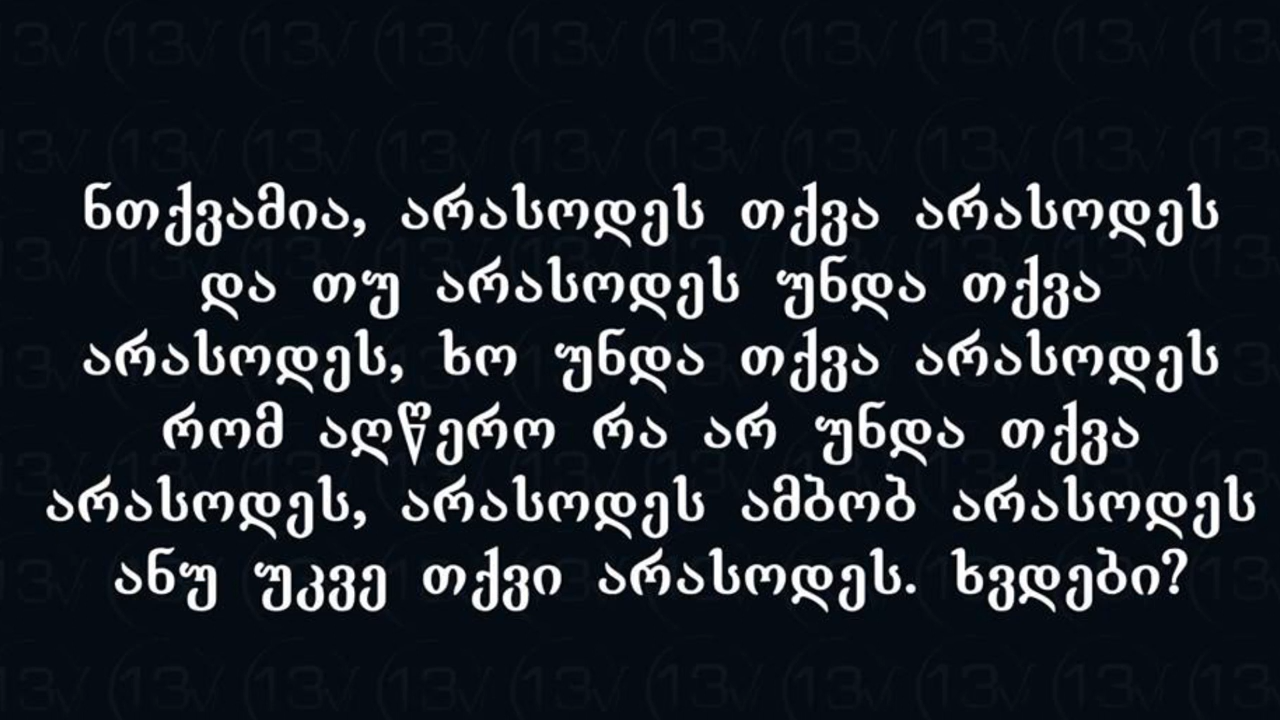 ნთქვამია, არასოდეს თქვა არასოდეს
და თუ არასოდეს უნდა თქვა
არასოდეს, ხო უნდა თქვა არასოდეს
რომ აღწერო რა არ უნდა თქვა
არასოდეს, არასოდეს ამბობ არასოდეს
ანუ უკვე თქვი არასოდეს. ხვდები?